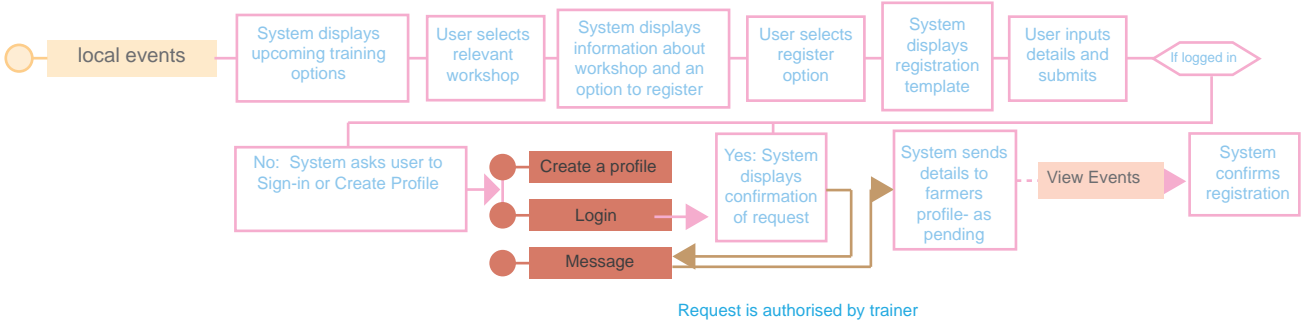 local events
System displays
upcoming training
options
User selects
relevant
workshop
System displays
information about
workshop and an
option to register
User selects
register
option
System
displays
registration
template
User inputs
details and
submits
If logged in
No: System asks user to
Sign-in or Create Profile
Create a profile
Login
Message
Yes: System
displays
confirmation
of request
System sends
details to
farmers
profile- as
pending
View Events
System
confirms
registration
Request is authorised by trainer